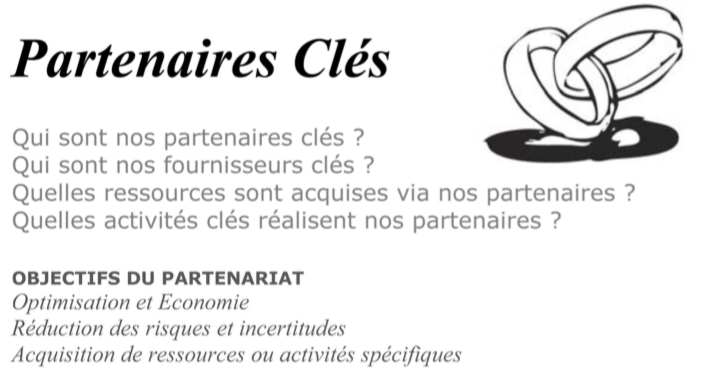 Partenaires Clés
Qui sont nos partenaires clés ?
Qui sont nos fournisseurs clés ?
Quelles ressources sont acquises via nos partenaires ?
Quelles activités clés réalisent nos partenaires ?
OBJECTIFS DU PARTENARIAT
Optimisation et Economie
Réduction des risques et incertitudes
Acquisition de ressources ou activités spécifiques